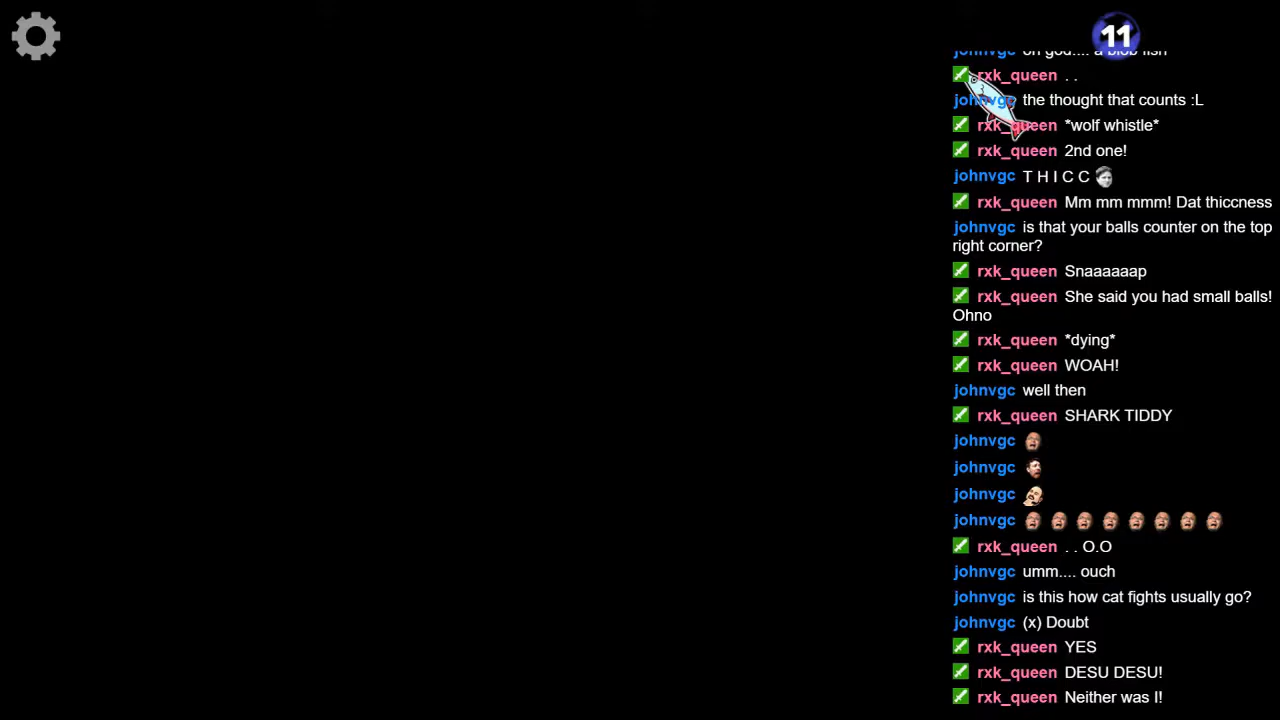 11
johnvgc oh god.... a blob fish
rxk_queen . .
johnvgc the thought that counts :L
rxk_queen *wolf whistle*
rxk_queen 2nd one!
johnvgc T H I C C
rxk_queen Mm mm mmm! Dat thiccness
johnvgc is that your balls counter on the top
right corner?
rxk_queen Snaaaaaap
rxk_queen She said you had small balls!
Ohno
rxk_queen *dying*
rxk_queen WOAH!
johnvgc well then
rxk_queen SHARK TIDDY
johnvgc
johnvgc
johnvgc
johnvgc
rxk_queen . . O.O
johnvgc umm.... ouch
johnvgc is this how cat fights usually go?
johnvgc (x) Doubt
rxk_queen YES
rxk_queen DESU DESU!
rxk_queen Neither was I!